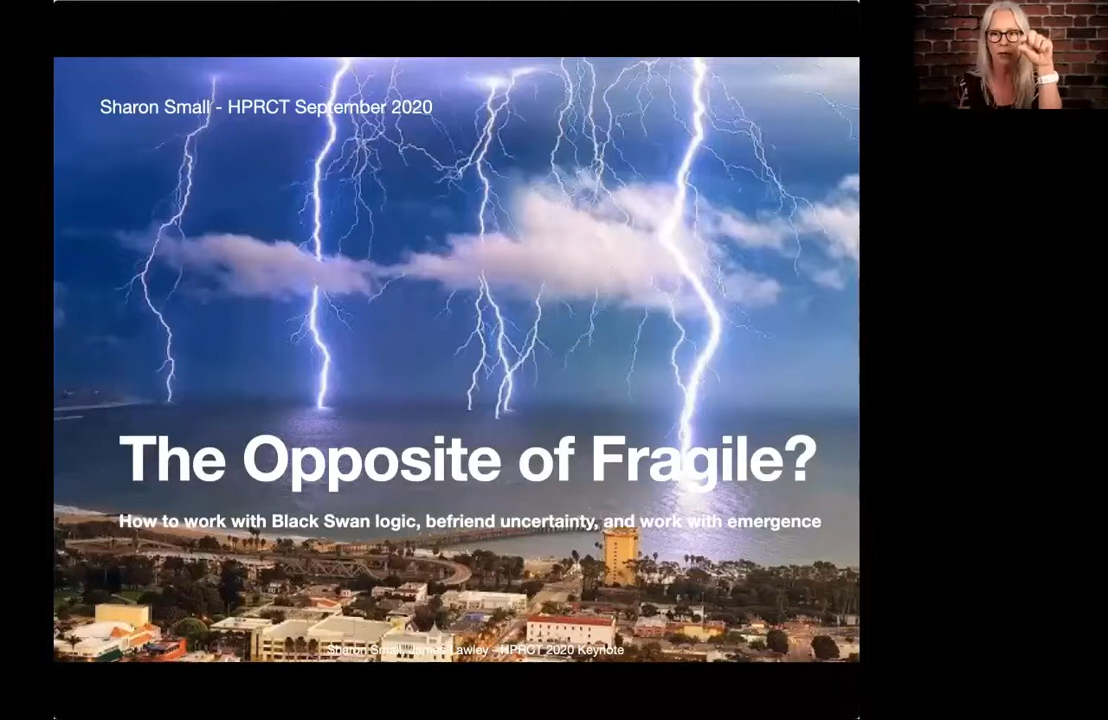 Sharon Small - HPRCT September 2020
The Opposite of Fragile?
How to work with Black Swan logic, befriend uncertainty, and work with emergence
Sharon Small, James Lawley - HPRCT 2020 Keynote